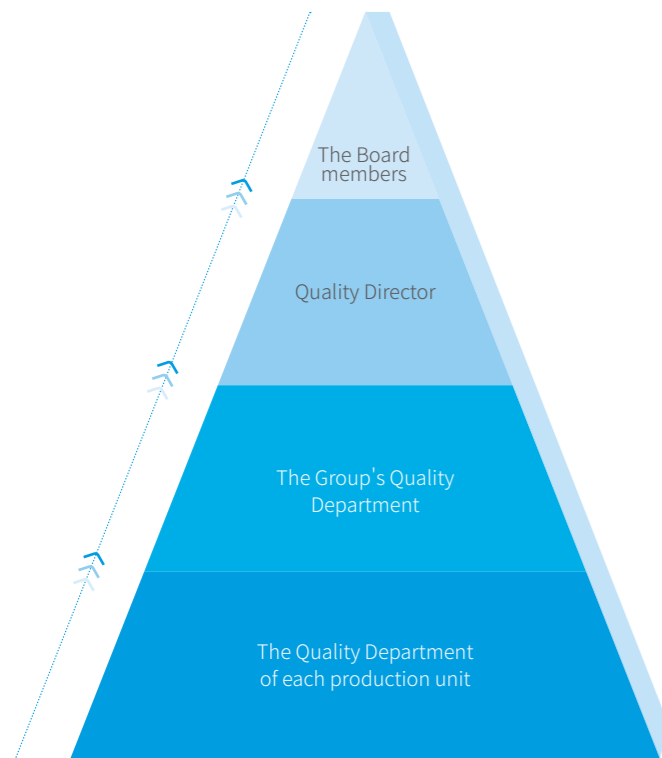 The Board
members
Quality Director
The Group's Quality
Department
The Quality Department
of each production unit